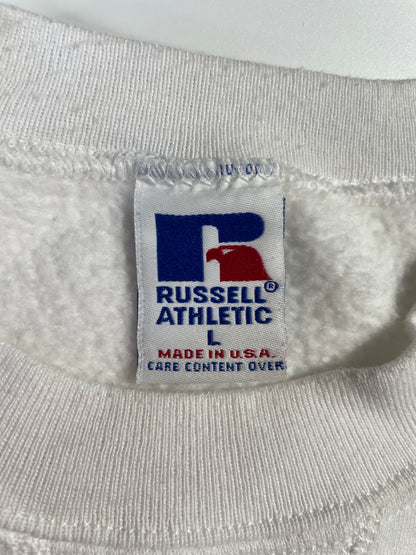 R
RUSSELL®
ATHLETIC
L
MADE IN U.S.A.
CARE CONTENT OVER